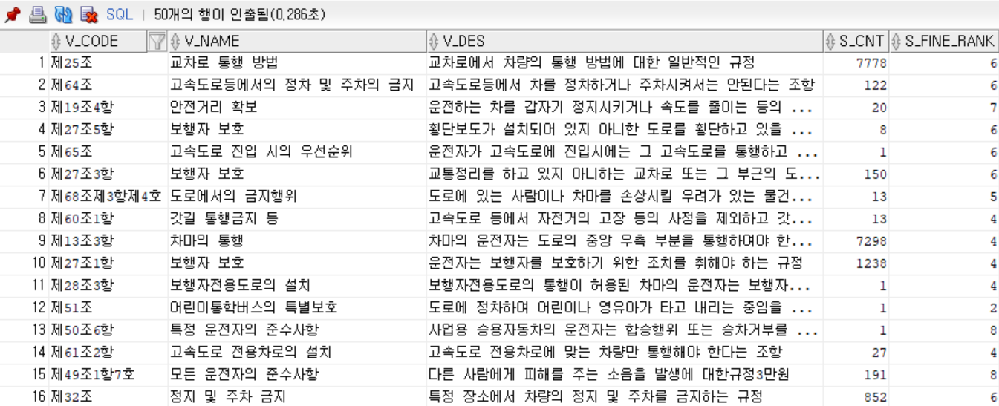 SQL | 50개의 행이 인출됨(0,286초)
V_CODE V_NAME V_DES S_CNT S_FINE_RANK
1 제25조 교차로 통행 방법 교차로에서 차량의 통행 방법에 대한 일반적인 규정 7778 6
2 제64조 고속도로등에서의 정차 및 주차의 금지 고속도로등에서 차를 정차하거나 주차시켜서는 안된다는 조항 122 6
3 제19조4항 안전거리 확보 운전하는 차를 갑자기 정지시키거나 속도를 줄이는 등의 ... 20 7
4 제27조5항 보행자 보호 횡단보도가 설치되어 있지 아니한 도로를 횡단하고 있을 ... 8 6
5 제65조 고속도로 진입 시의 우선순위 운전자가 고속도로에 진입시에는 그 고속도로를 통행하고 ... 1 6
6 제27조3항 보행자 보호 교통정리를 하고 있지 아니하는 교차로 또는 그 부근의 도... 150 6
7 제68조제3항제4호 도로에서의 금지행위 도로에 있는 사람이나 차마를 손상시킬 우려가 있는 물건... 13 5
8 제60조1항 갓길 통행금지 등 고속도로 등에서 자전거의 고장 등의 사정을 제외하고 갓... 13 4
9 제13조3항 차마의 통행 차마의 운전자는 도로의 중앙 우측 부분을 통행하여야 한... 7298 4
10 제27조1항 보행자 보호 운전자는 보행자를 보호하기 위한 조치를 취해야 하는 규정 1238 4
11 제28조3항 보행자전용도로의 설치 보행자전용도로의 통행이 허용된 차마의 운전자는 보행자... 1 4
12 제51조 어린이통학버스의 특별보호 도로에 정차하여 어린이나 영유아가 타고 내리는 중임을 ... 1 2
13 제50조6항 특정 운전자의 준수사항 사업용 승용자동차의 운전자는 합승행위 또는 승차거부를 ... 1 8
14 제61조2항 고속도로 전용차로의 설치 고속도로 전용차로에 맞는 차량만 통행해야 한다는 조항 27 4
15 제49조1항7호 모든 운전자의 준수사항 다른 사람에게 피해를 주는 소음을 발생에 대한규정3만원 191 8
16 제32조 정지 및 주차 금지 특정 장소에서 차량의 정지 및 주차를 금지하는 규정 852 6